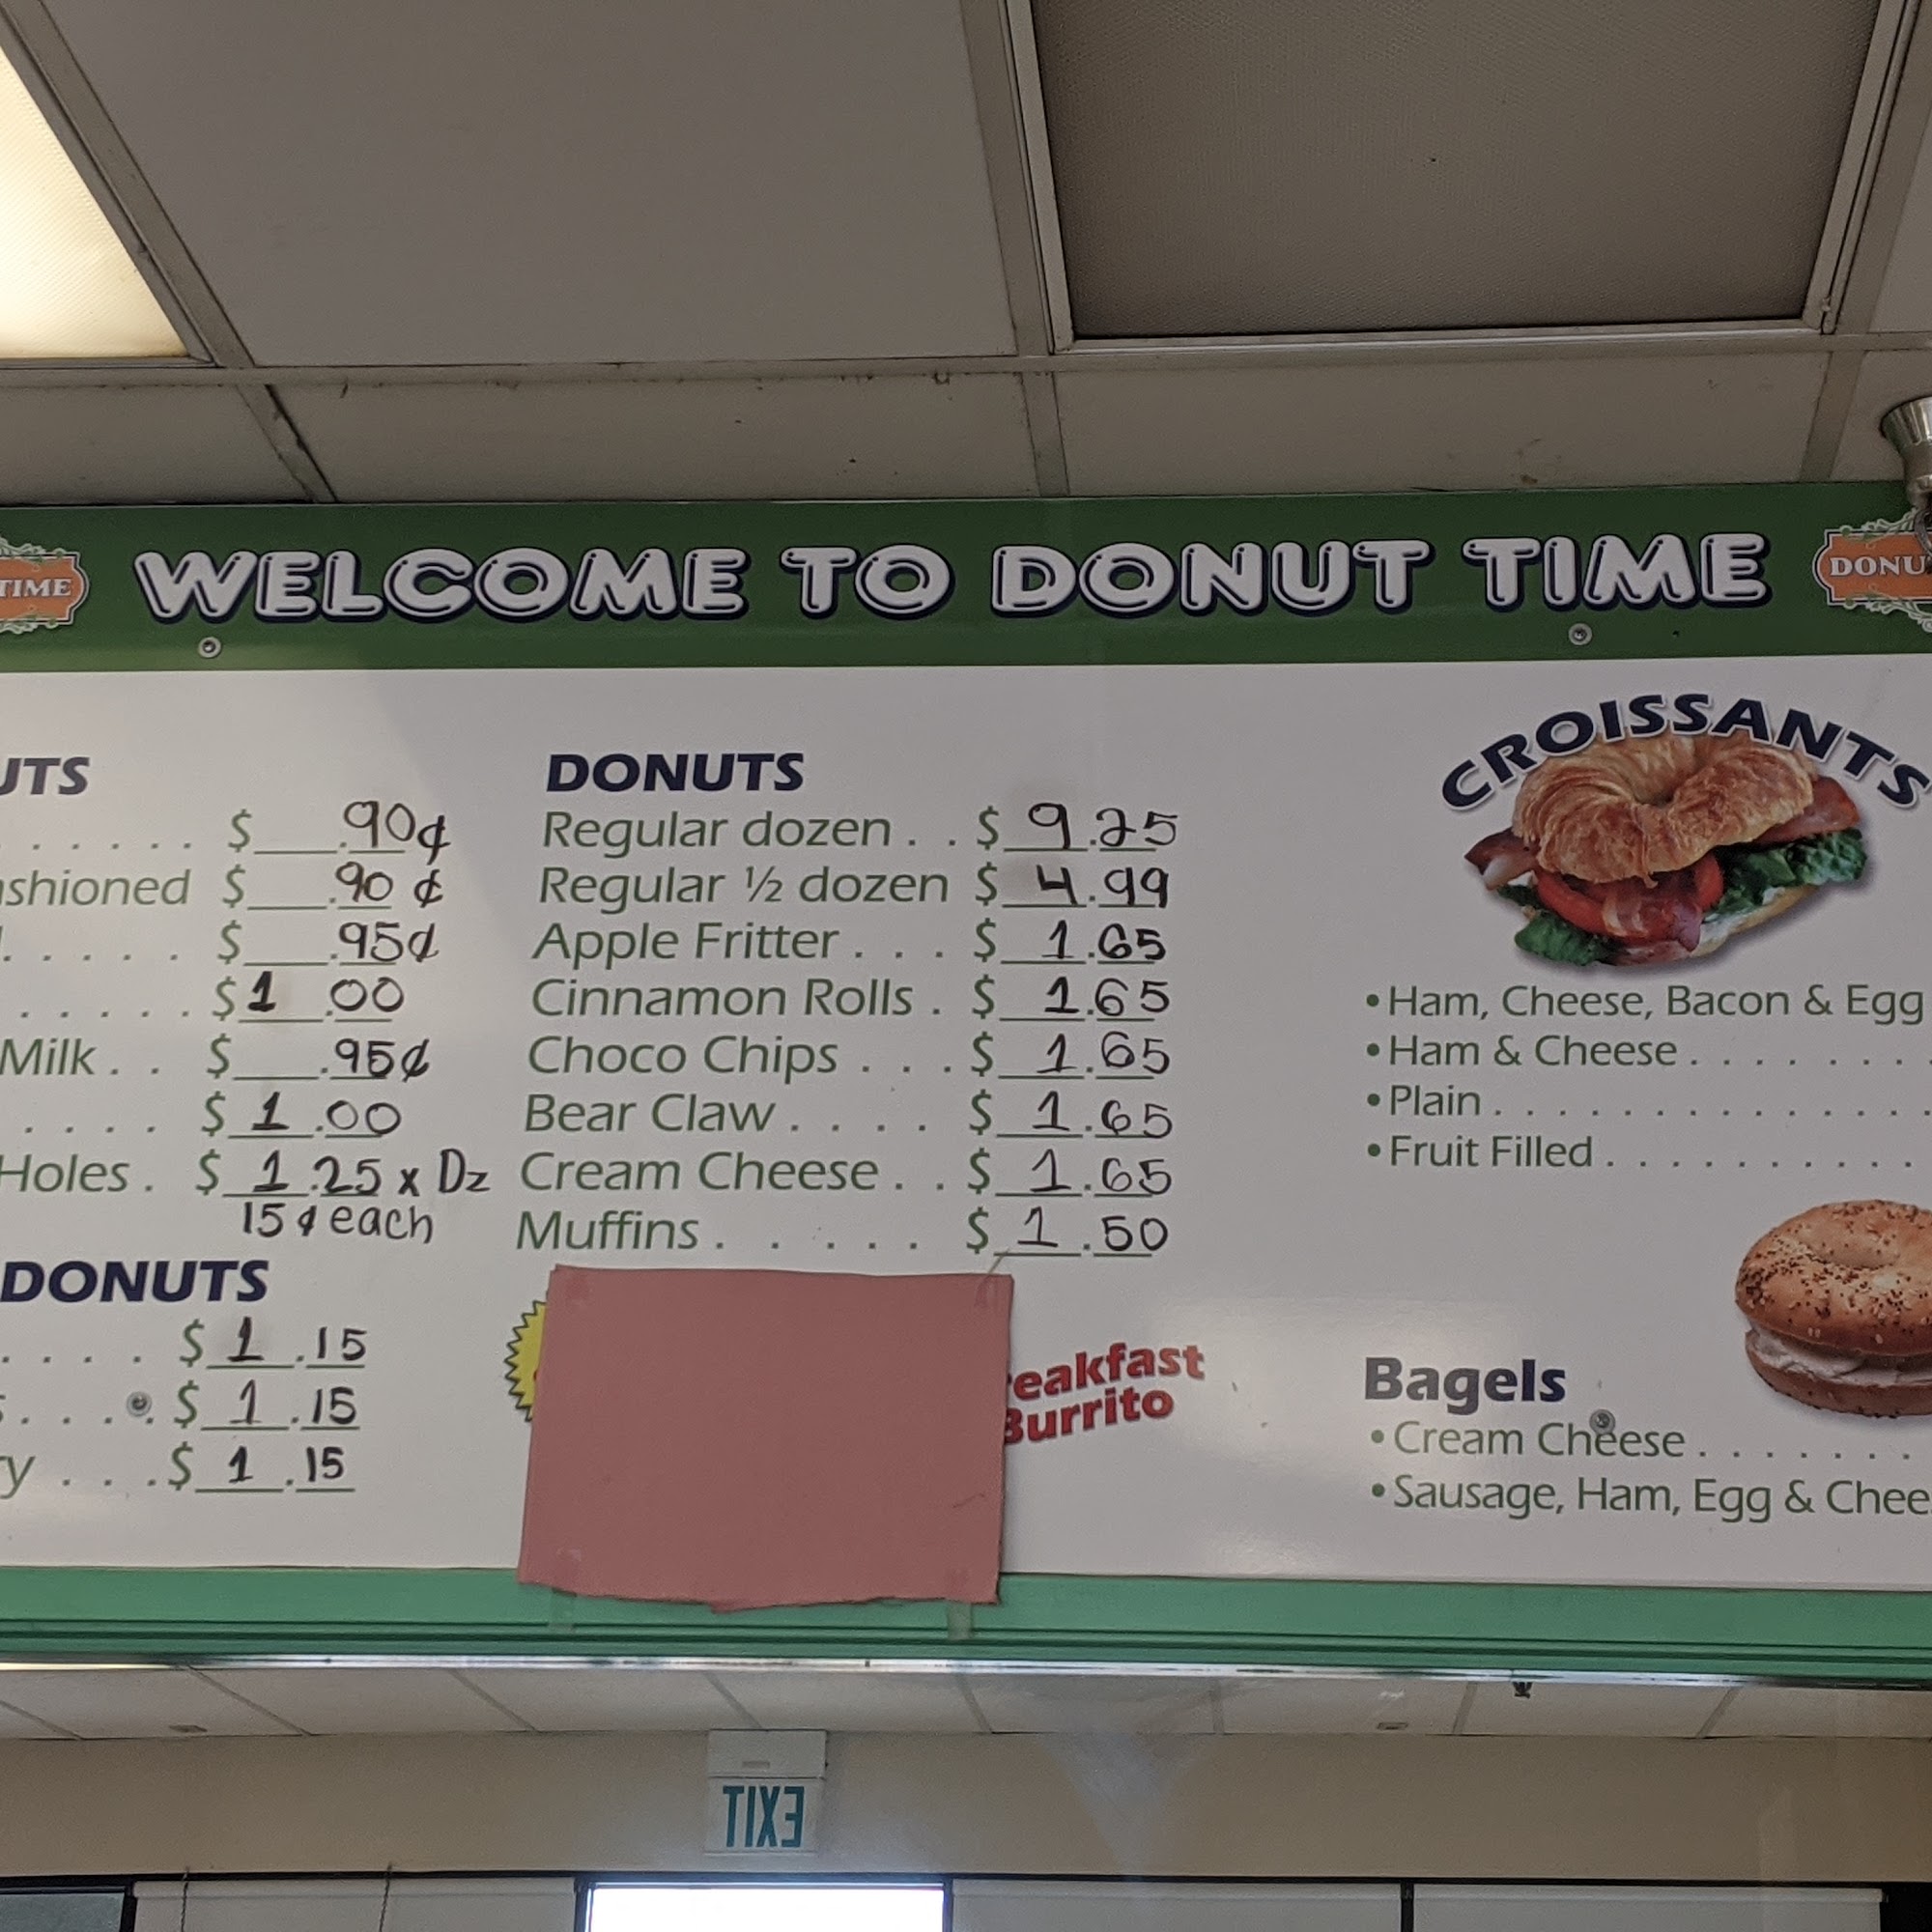 TIME
WELCOME TO DONUT TIME
DONU
UTS
. . . . . . $ .90¢
ashioned $ .90 ¢
. . . . . $ .95¢
. . . . . . $ 1 .00
Milk . . $ .95¢
. . . . $ 1.00
Holes . $ 1.25 x Dz
15¢ each
DONUTS
. . . . $ 1.15
s . . . . $ 1.15
ry . . . $ 1.15
DONUTS
Regular dozen . . $ 9.25
Regular ½ dozen $ 4.99
Apple Fritter . . . $ 1.65
Cinnamon Rolls . $ 1.65
Choco Chips . . . $ 1.65
Bear Claw . . . . $ 1.65
Cream Cheese . . $ 1.65
Muffins . . . . . $ 1.50
reakfast
Burrito
CROISSANTS
• Ham, Cheese, Bacon & Egg
• Ham & Cheese . . . . . . . .
• Plain . . . . . . . . . . . . . . .
• Fruit Filled . . . . . . . . . . .
Bagels
• Cream Cheese . . . . . . .
• Sausage, Ham, Egg & Chee
EXIT